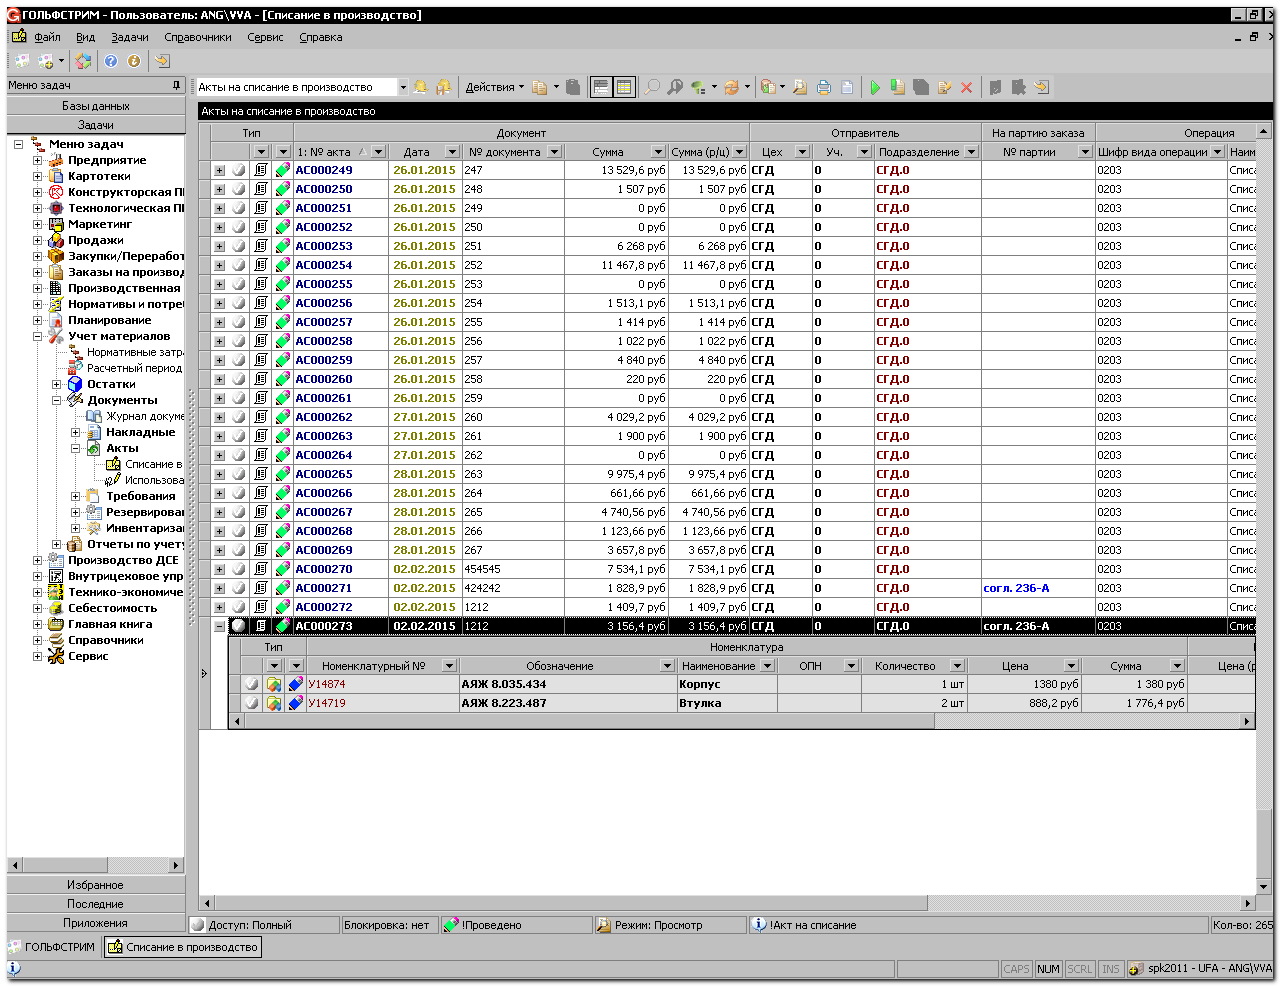 ГОЛЬФСТРИМ - Пользователь: ANG\VVA - [Списание в производство]
Файл Вид Задачи Справочники Сервис Справка
Меню задач
Акты на списание в производство Действия
Базы данных
Задачи
Меню задач
Предприятие
Картотеки
Конструкторская П
Технологическая П
Маркетинг
Продажи
Закупки/Переработ
Заказы на производ
Производственная
Нормативы и потре
Планирование
Учет материалов
Нормативные затра
Расчетный период
Остатки
Документы
Журнал докуме
Накладные
Акты
Списание в
Использова
Требования
Резервирован
Инвентаризац
Отчеты по учету
Производство ДСЕ
Внутрицеховое упр
Технико-экономиче
Себестоимость
Главная книга
Справочники
Сервис
Избранное
Последние
Приложения
Акты на списание в производство
Тип Документ Отправитель На партию заказа Операция
1: № акта Дата № документа Сумма Сумма (р/ц) Цех Уч. Подразделение № партии Шифр вида операции Наим
АС000249 26.01.2015 247 13 529,6 руб 13 529,6 руб СГД 0 СГД.0 0203 Списа
АС000250 26.01.2015 248 1 507 руб 1 507 руб СГД 0 СГД.0 0203 Списа
АС000251 26.01.2015 249 0 руб 0 руб СГД 0 СГД.0 0203 Списа
АС000252 26.01.2015 250 0 руб 0 руб СГД 0 СГД.0 0203 Списа
АС000253 26.01.2015 251 6 268 руб 6 268 руб СГД 0 СГД.0 0203 Списа
АС000254 26.01.2015 252 11 467,8 руб 11 467,8 руб СГД 0 СГД.0 0203 Списа
АС000255 26.01.2015 253 0 руб 0 руб СГД 0 СГД.0 0203 Списа
АС000256 26.01.2015 254 1 513,1 руб 1 513,1 руб СГД 0 СГД.0 0203 Списа
АС000257 26.01.2015 255 1 414 руб 1 414 руб СГД 0 СГД.0 0203 Списа
АС000258 26.01.2015 256 1 022 руб 1 022 руб СГД 0 СГД.0 0203 Списа
АС000259 26.01.2015 257 4 840 руб 4 840 руб СГД 0 СГД.0 0203 Списа
АС000260 26.01.2015 258 220 руб 220 руб СГД 0 СГД.0 0203 Списа
АС000261 26.01.2015 259 0 руб 0 руб СГД 0 СГД.0 0203 Списа
АС000262 27.01.2015 260 4 029,2 руб 4 029,2 руб СГД 0 СГД.0 0203 Списа
АС000263 27.01.2015 261 1 900 руб 1 900 руб СГД 0 СГД.0 0203 Списа
АС000264 27.01.2015 262 0 руб 0 руб СГД 0 СГД.0 0203 Списа
АС000265 28.01.2015 263 9 975,4 руб 9 975,4 руб СГД 0 СГД.0 0203 Списа
АС000266 28.01.2015 264 661,66 руб 661,66 руб СГД 0 СГД.0 0203 Списа
АС000267 28.01.2015 265 4 740,56 руб 4 740,56 руб СГД 0 СГД.0 0203 Списа
АС000268 28.01.2015 266 1 123,66 руб 1 123,66 руб СГД 0 СГД.0 0203 Списа
АС000269 28.01.2015 267 3 657,8 руб 3 657,8 руб СГД 0 СГД.0 0203 Списа
АС000270 02.02.2015 454545 7 534,1 руб 7 534,1 руб СГД 0 СГД.0 0203 Списа
АС000271 02.02.2015 424242 1 828,9 руб 1 828,9 руб СГД 0 СГД.0 согл. 236-А 0203 Списа
АС000272 02.02.2015 1212 1 409,7 руб 1 409,7 руб СГД 0 СГД.0 0203 Списа
АС000273 02.02.2015 1212 3 156,4 руб 3 156,4 руб СГД 0 СГД.0 согл. 236-А 0203 Списа
Тип Номенклатура
Номенклатурный № Обозначение Наименование ОПН Количество Цена Сумма Цена (р
У14874 АЯЖ 8.035.434 Корпус 1 шт 1380 руб 1 380 руб
У14719 АЯЖ 8.223.487 Втулка 2 шт 888,2 руб 1 776,4 руб
Доступ: Полный Блокировка: нет !Проведено Режим: Просмотр !Акт на списание Кол-во: 265
ГОЛЬФСТРИМ Списание в производство
CAPS NUM SCRL INS spk2011 - UFA - ANG\VVA